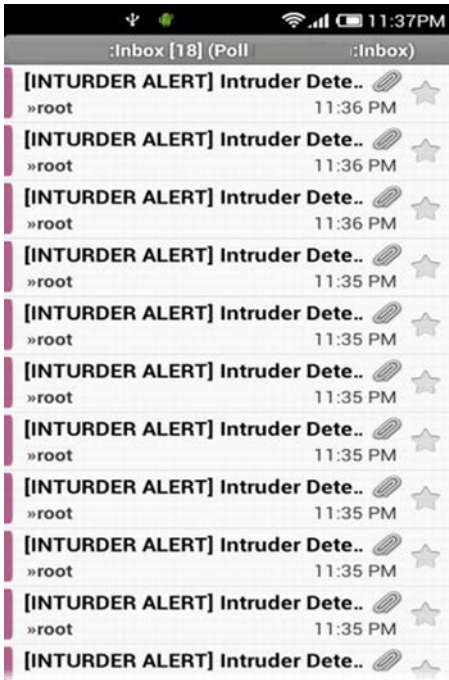 11:37PM
:Inbox [18] (Poll :Inbox)
[INTURDER ALERT] Intruder Dete..
»root 11:36 PM
[INTURDER ALERT] Intruder Dete..
»root 11:36 PM
[INTURDER ALERT] Intruder Dete..
»root 11:36 PM
[INTURDER ALERT] Intruder Dete..
»root 11:35 PM
[INTURDER ALERT] Intruder Dete..
»root 11:35 PM
[INTURDER ALERT] Intruder Dete..
»root 11:35 PM
[INTURDER ALERT] Intruder Dete..
»root 11:35 PM
[INTURDER ALERT] Intruder Dete..
»root 11:35 PM
[INTURDER ALERT] Intruder Dete..
»root 11:35 PM
[INTURDER ALERT] Intruder Dete..
»root 11:35 PM
[INTURDER ALERT] Intruder Dete..